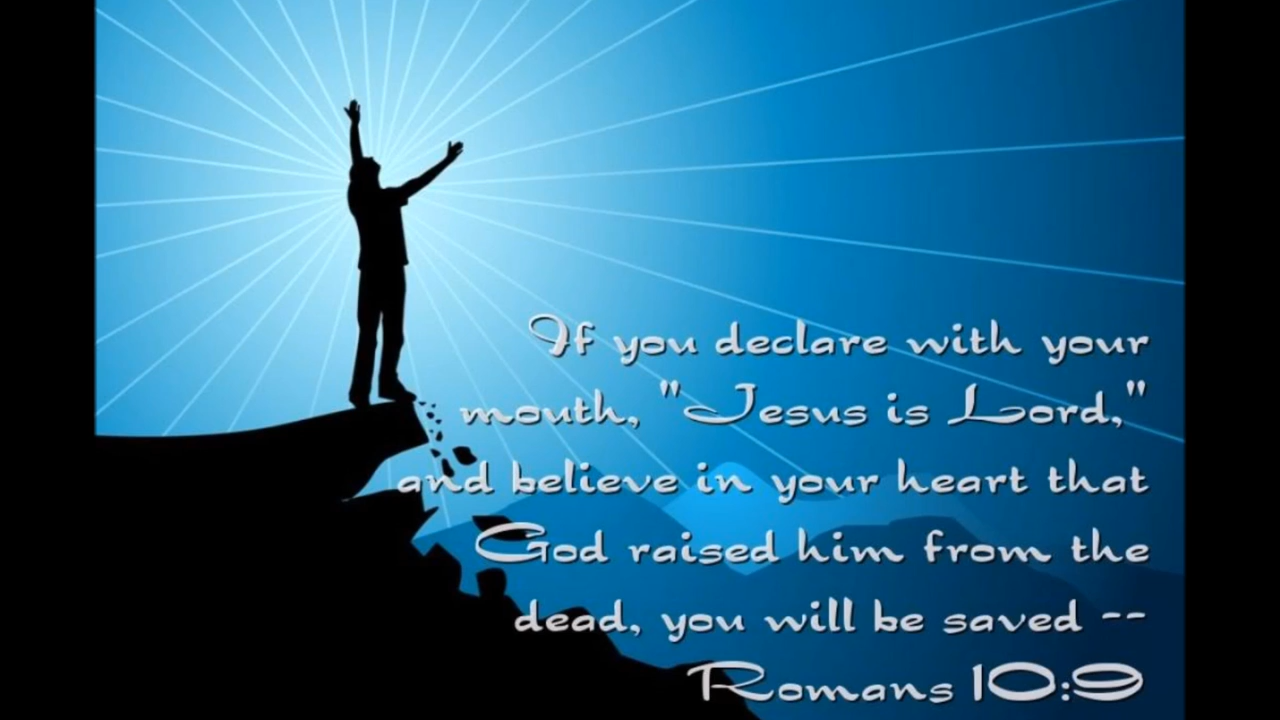 If you declare with your
mouth, "Jesus is Lord,"
and believe in your heart that
God raised him from the
dead, you will be saved --
Romans 10:9